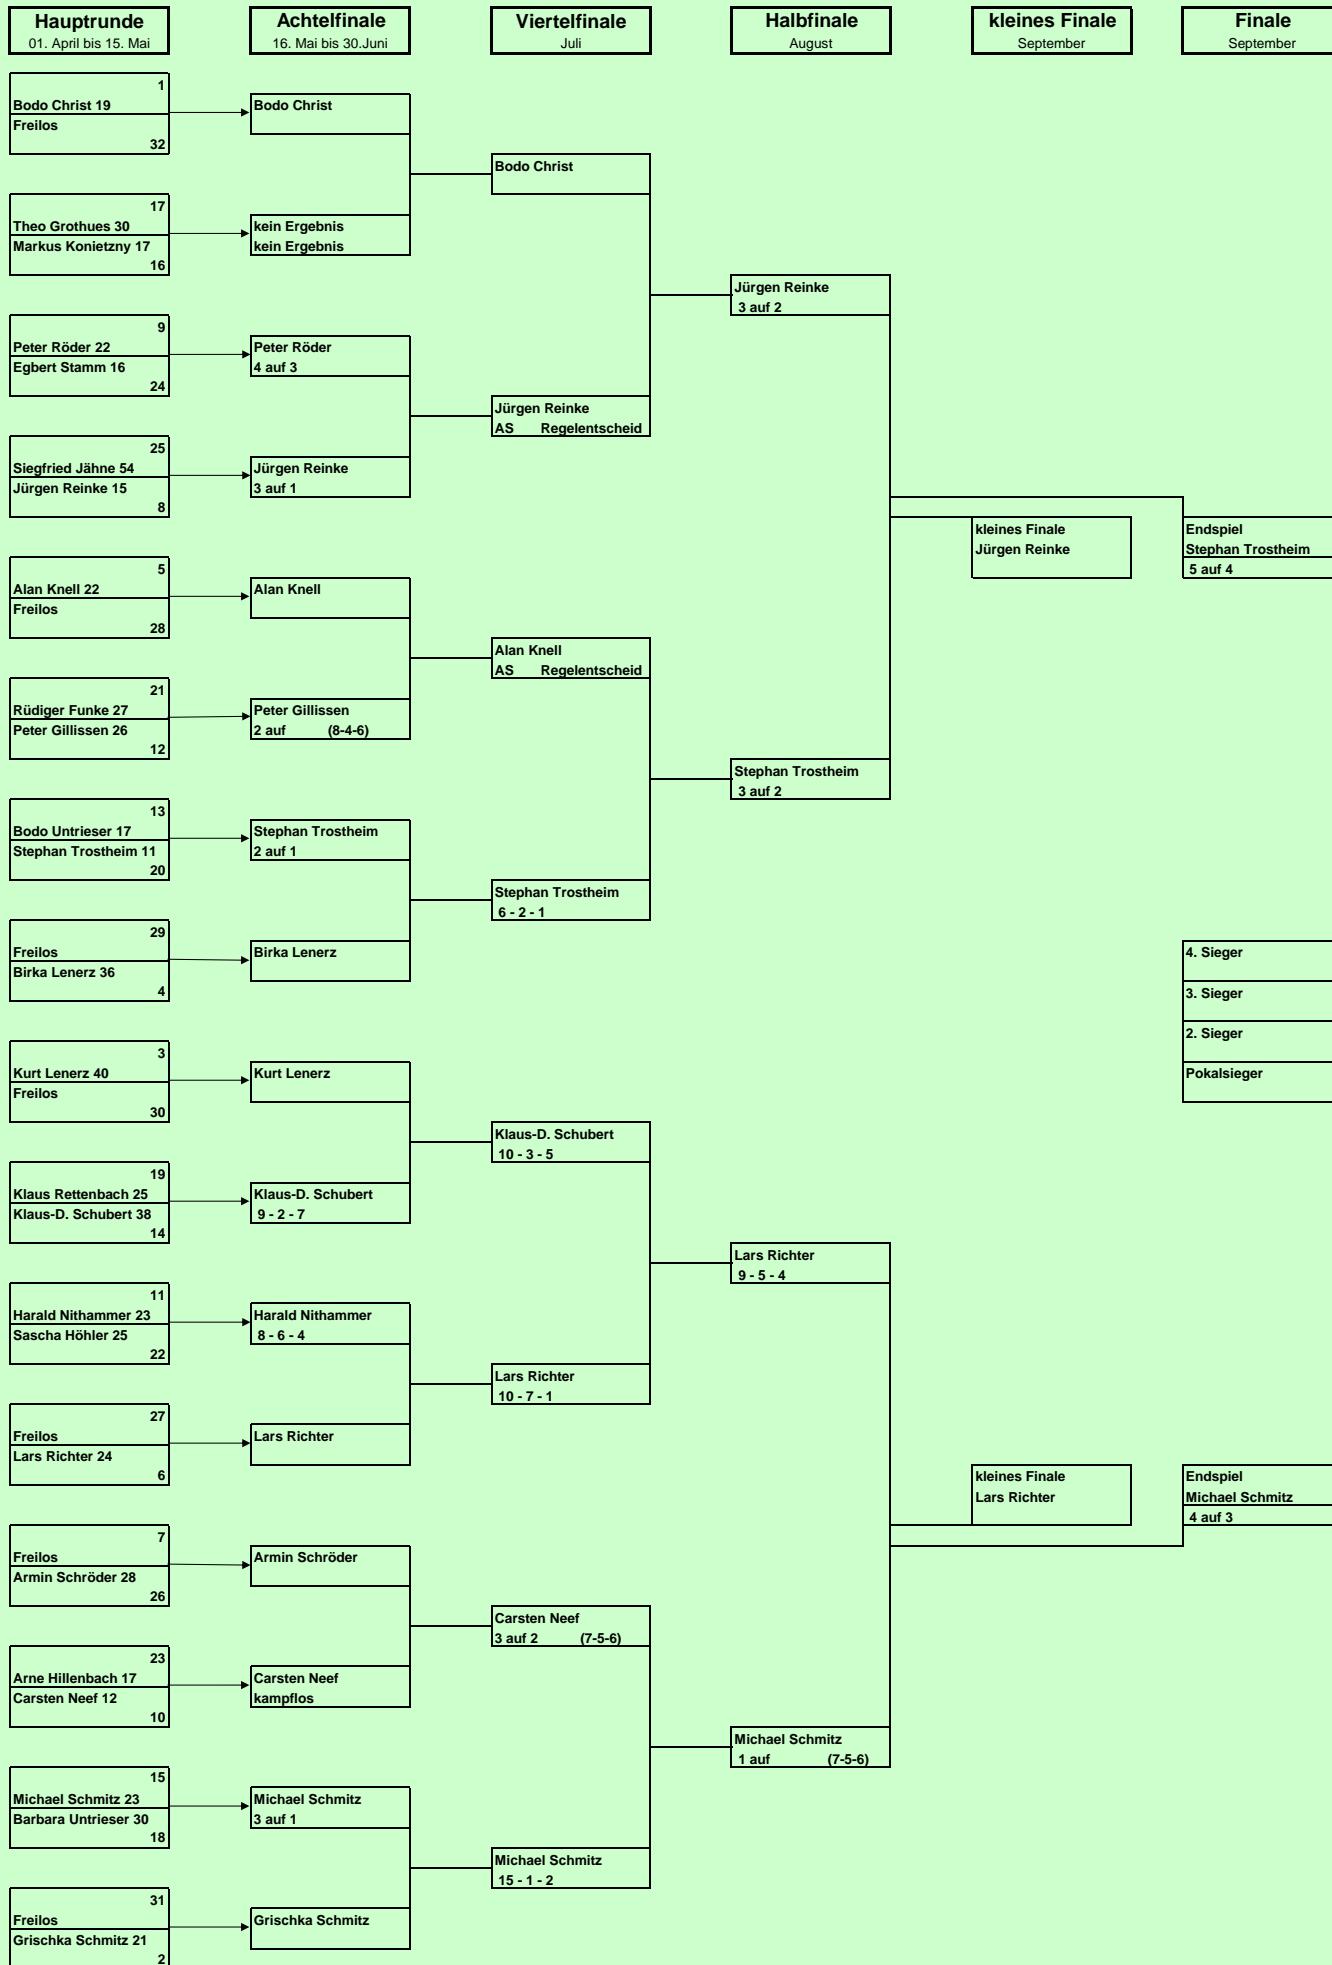 Hauptrunde
01. April bis 15. Mai
Achtelfinale
16. Mai bis 30.Juni
Viertelfinale
Juli
Halbfinale
August
kleines Finale
September
Finale
September
1
Bodo Christ 19
Freilos
32
17
Theo Grothues 30
Markus Konietzny 17
16
9
Peter Röder 22
Egbert Stamm 16
24
25
Siegfried Jähne 54
Jürgen Reinke 15
8
5
Alan Knell 22
Freilos
28
21
Rüdiger Funke 27
Peter Gillissen 26
12
13
Bodo Untrieser 17
Stephan Trostheim 11
20
29
Freilos
Birka Lenerz 36
4
3
Kurt Lenerz 40
Freilos
30
19
Klaus Rettenbach 25
Klaus-D. Schubert 38
14
11
Harald Nithammer 23
Sascha Höhler 25
22
27
Freilos
Lars Richter 24
6
7
Freilos
Armin Schröder 28
26
23
Arne Hillenbach 17
Carsten Neef 12
10
15
Michael Schmitz 23
Barbara Untrieser 30
18
31
Freilos
Grischka Schmitz 21
2
Bodo Christ
kein Ergebnis
kein Ergebnis
Peter Röder
4 auf 3
Jürgen Reinke
3 auf 1
Alan Knell
Peter Gillissen
2 auf (8-4-6)
Stephan Trostheim
2 auf 1
Birka Lenerz
Kurt Lenerz
Klaus-D. Schubert
9 - 2 - 7
Harald Nithammer
8 - 6 - 4
Lars Richter
Armin Schröder
Carsten Neef
kampflos
Michael Schmitz
3 auf 1
Grischka Schmitz
Bodo Christ
Jürgen Reinke
AS Regelentscheid
Alan Knell
AS Regelentscheid
Stephan Trostheim
6 - 2 - 1
Klaus-D. Schubert
10 - 3 - 5
Lars Richter
10 - 7 - 1
Carsten Neef
3 auf 2 (7-5-6)
Michael Schmitz
15 - 1 - 2
Jürgen Reinke
3 auf 2
Stephan Trostheim
3 auf 2
Lars Richter
9 - 5 - 4
Michael Schmitz
1 auf (7-5-6)
kleines Finale
Jürgen Reinke
kleines Finale
Lars Richter
Endspiel
Stephan Trostheim
5 auf 4
4. Sieger
3. Sieger
2. Sieger
Pokalsieger
Endspiel
Michael Schmitz
4 auf 3